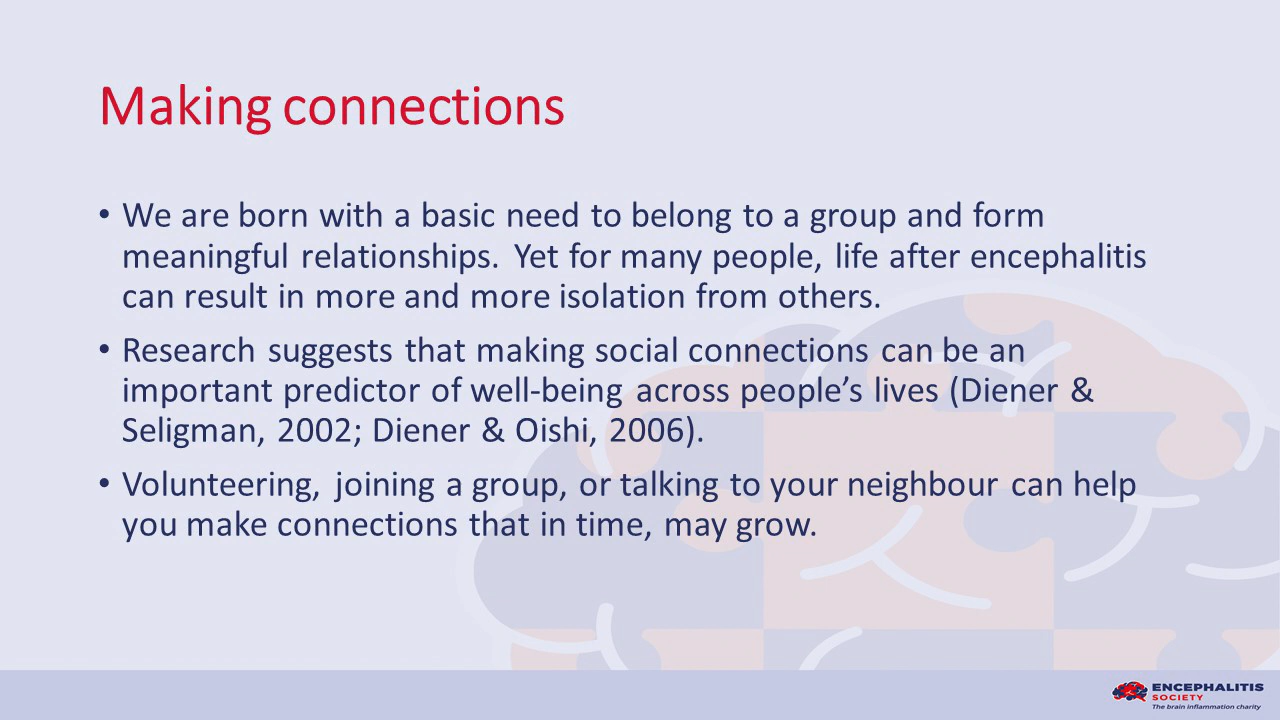 Making connections
• We are born with a basic need to belong to a group and form
meaningful relationships. Yet for many people, life after encephalitis
can result in more and more isolation from others.
• Research suggests that making social connections can be an
important predictor of well-being across people’s lives (Diener &
Seligman, 2002; Diener & Oishi, 2006).
• Volunteering, joining a group, or talking to your neighbour can help
you make connections that in time, may grow.
ENCEPHALITIS
SOCIETY
The brain inflammation charity